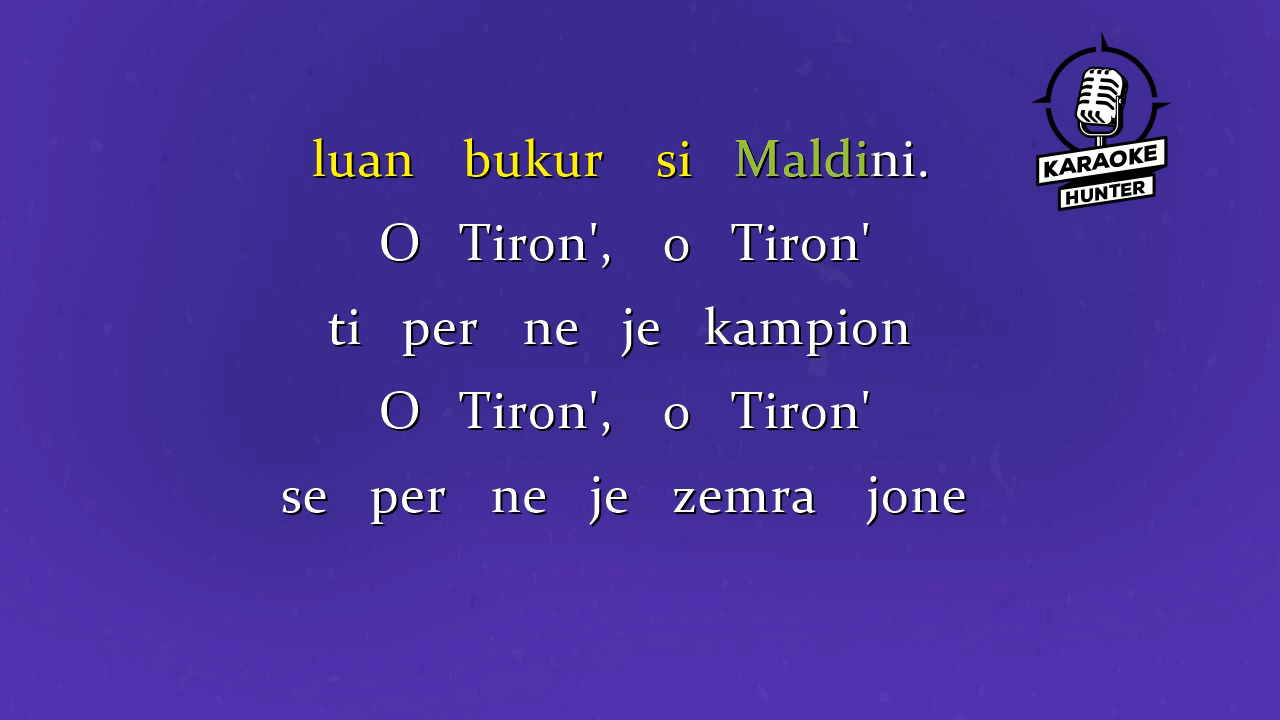 luan bukur si Maldini.
O Tiron', o Tiron'
ti per ne je kampion
O Tiron', o Tiron'
se per ne je zemra jone
KARAOKE
HUNTER